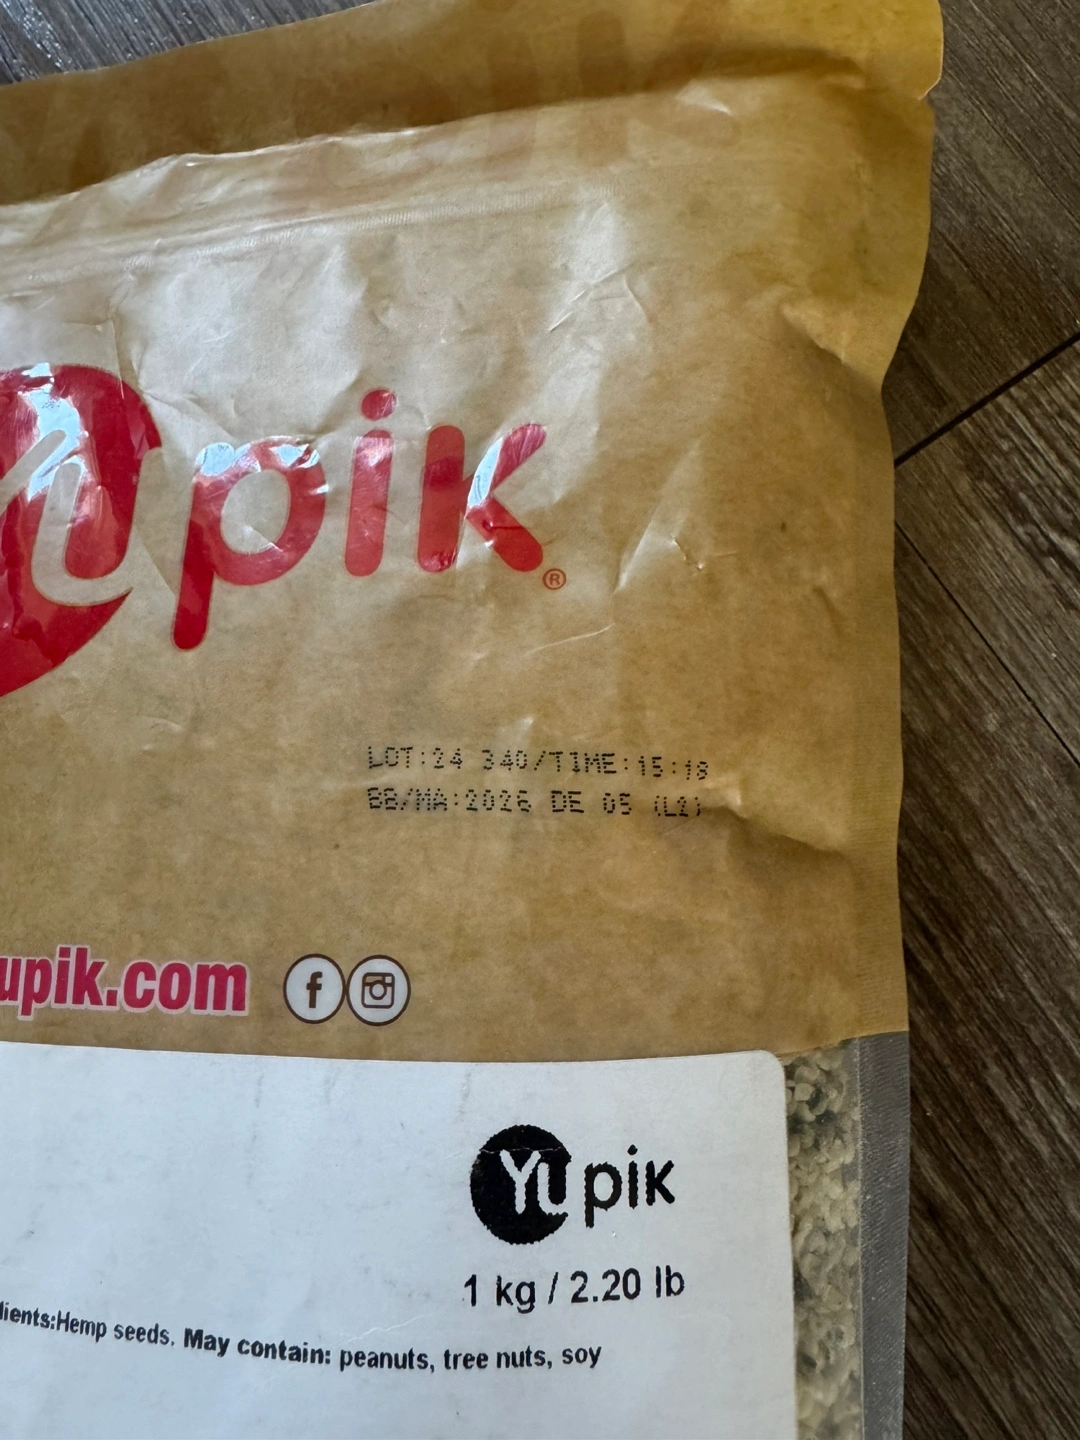 Yupik®
LOT:24 340/TIME:15:18
BB/MA:2026 DE 05 (L2)
upik.com
Yupik
1 kg / 2.20 lb
dients:Hemp seeds. May contain: peanuts, tree nuts, soy